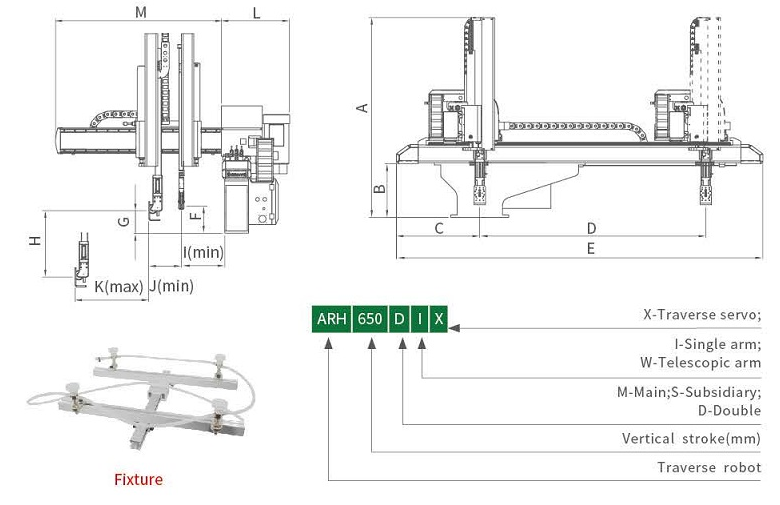 M
L
A
B
G
F
H
I(min)
K(max)
J(min)
C
D
E
ARH 650 D I X
X-Traverse servo;
I-Single arm;
W-Telescopic arm
M-Main;S-Subsidiary;
D-Double
Vertical stroke(mm)
Traverse robot
Fixture